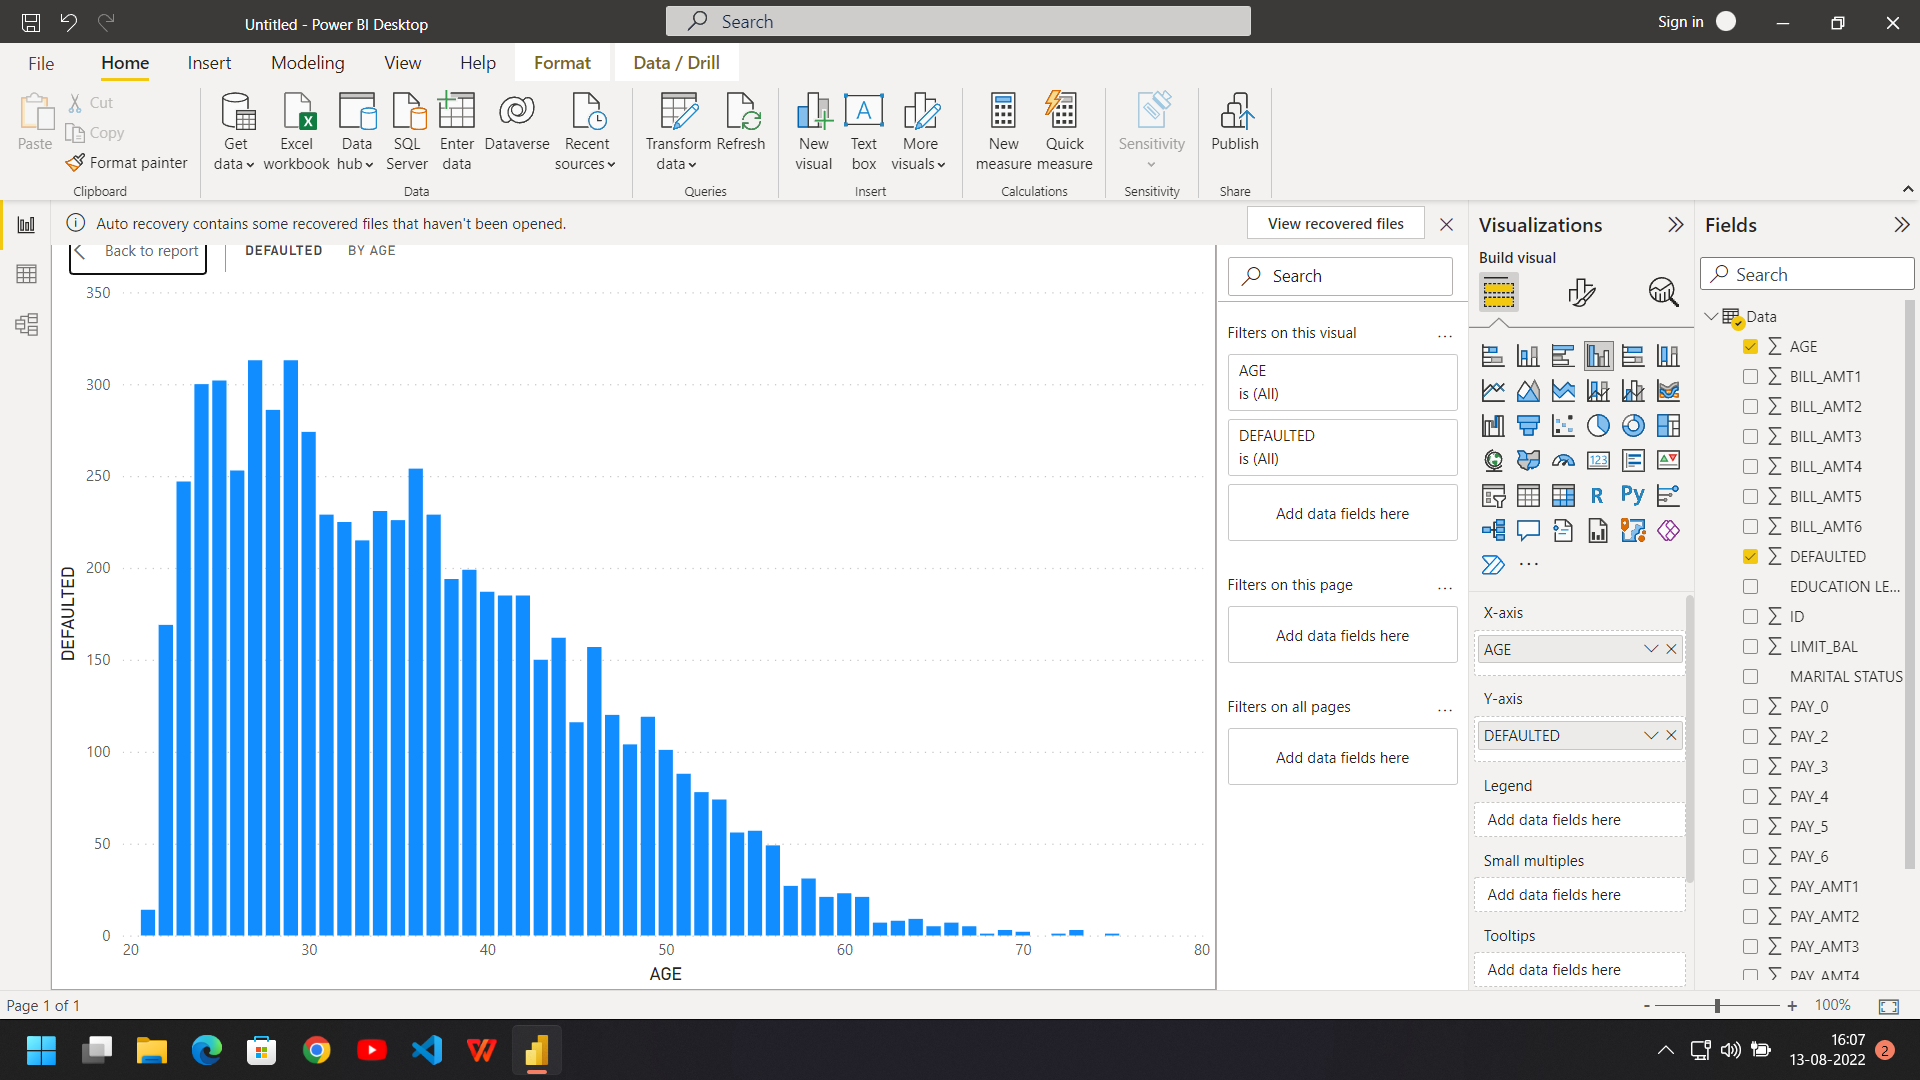 Untitled - Power BI Desktop
Search
Sign in
File
Home
Insert
Modeling
View
Help
Format
Data / Drill
Paste
Cut
Copy
Format painter
Clipboard
Get data
Excel workbook
Data hub
SQL Server
Enter data
Dataverse
Recent sources
Data
Transform data
Refresh
Queries
New visual
Text box
More visuals
Insert
New measure
Quick measure
Calculations
Sensitivity
Sensitivity
Publish
Share
Auto recovery contains some recovered files that haven't been opened.
View recovered files
Back to report
DEFAULTED
BY AGE
350
300
250
200
150
100
50
0
DEFAULTED
20
30
40
50
60
70
80
AGE
Search
Filters on this visual
...
AGE
is (All)
DEFAULTED
is (All)
Add data fields here
Filters on this page
...
Add data fields here
Filters on all pages
...
Add data fields here
Visualizations
Build visual
123
R
Py
...
X-axis
AGE
Y-axis
DEFAULTED
Legend
Add data fields here
Small multiples
Add data fields here
Tooltips
Add data fields here
Fields
Search
Data
AGE
BILL_AMT1
BILL_AMT2
BILL_AMT3
BILL_AMT4
BILL_AMT5
BILL_AMT6
DEFAULTED
EDUCATION LE...
ID
LIMIT_BAL
MARITAL STATUS
PAY_0
PAY_2
PAY_3
PAY_4
PAY_5
PAY_6
PAY_AMT1
PAY_AMT2
PAY_AMT3
PAY_AMT4
Page 1 of 1
- + 100%
16:07
13-08-2022
2